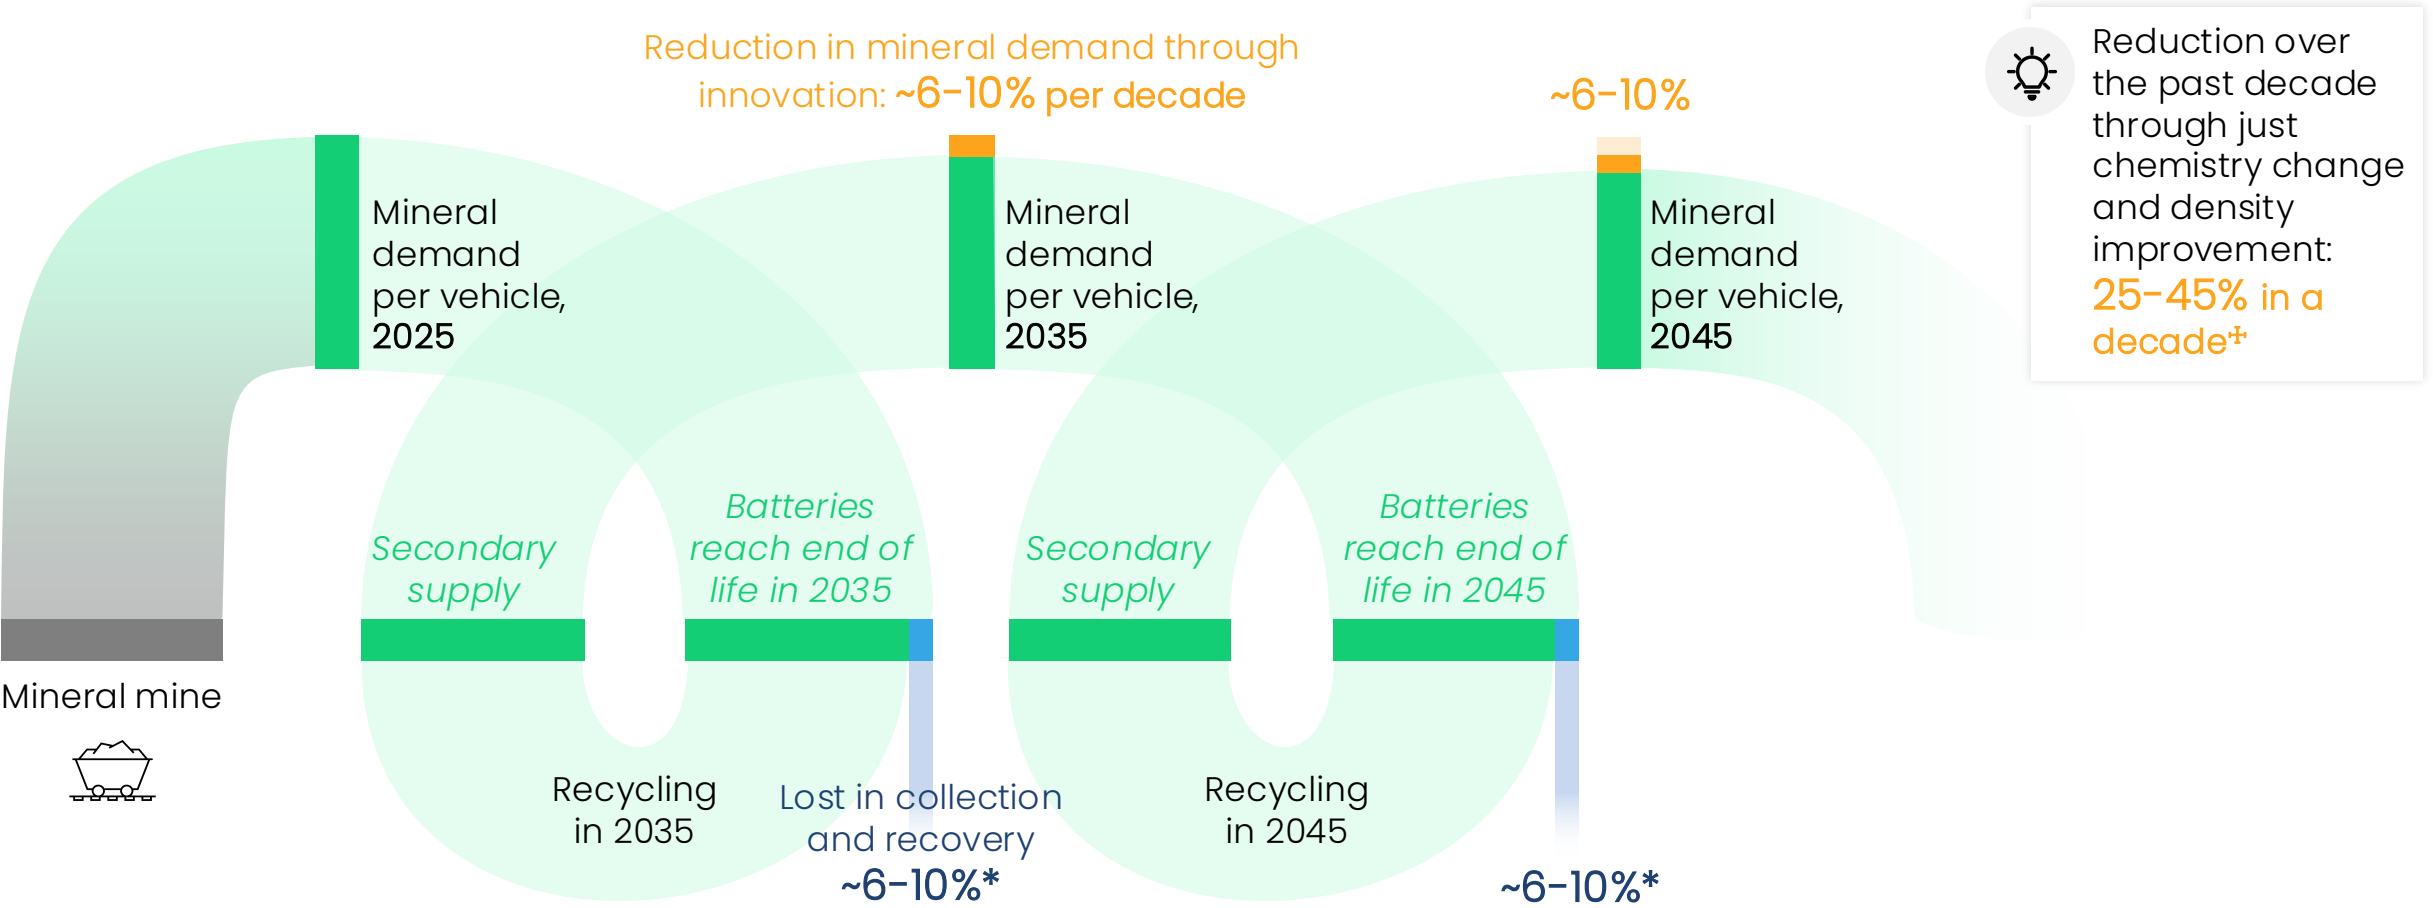 Reduction in mineral demand through
innovation: ~6-10% per decade
~6-10%
Reduction over
the past decade
through just
chemistry change
and density
improvement:
25-45% in a
decade☩
Mineral
demand
per vehicle,
2025
Mineral
demand
per vehicle,
2035
Mineral
demand
per vehicle,
2045
Secondary
supply
Batteries
reach end of
life in 2035
Secondary
supply
Batteries
reach end of
life in 2045
Mineral mine
Recycling
in 2035
Lost in collection
and recovery
~6-10%*
Recycling
in 2045
~6-10%*